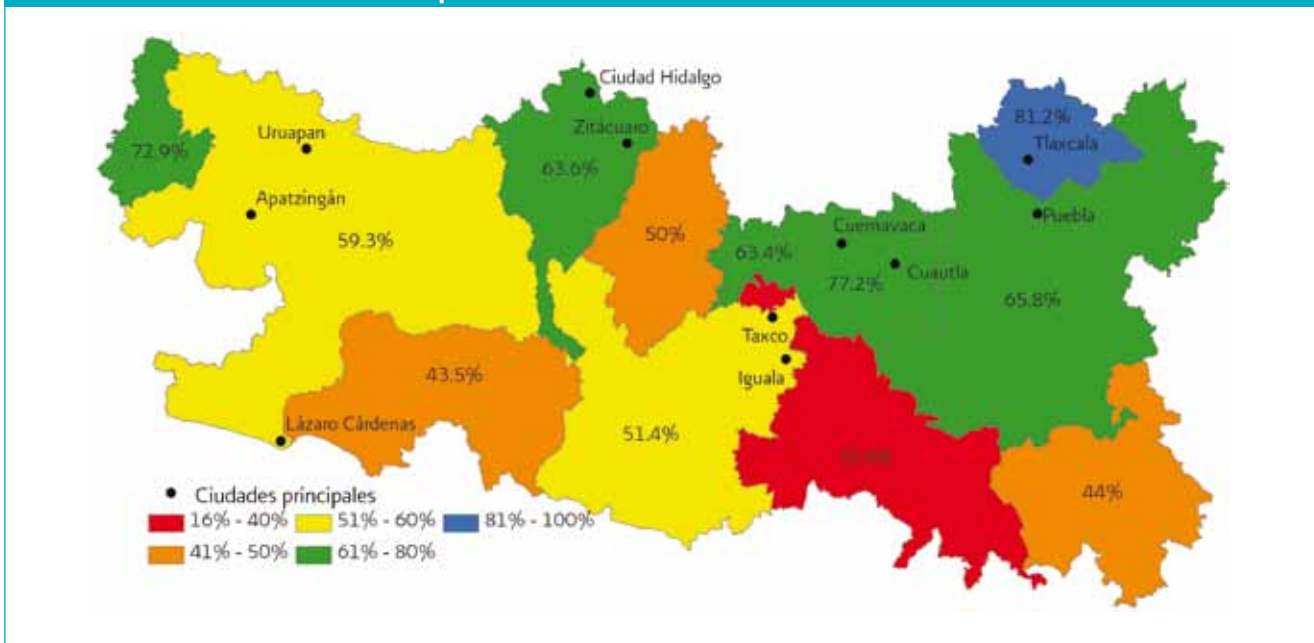 Ciudad Hidalgo
81.2%
Uruapan
Zitácuaro
Tlaxcala
72.9%
63.6%
Apatzingán
Puebla
59.3%
50%
Cuernavaca
63.4%
Cuautla
77.2%
65.8%
Taxco
Iguala
43.5%
Lázaro Cárdenas
51.4%
44%
Ciudades principales
16% - 40%
51% - 60%
81% - 100%
41% - 50%
61% - 80%